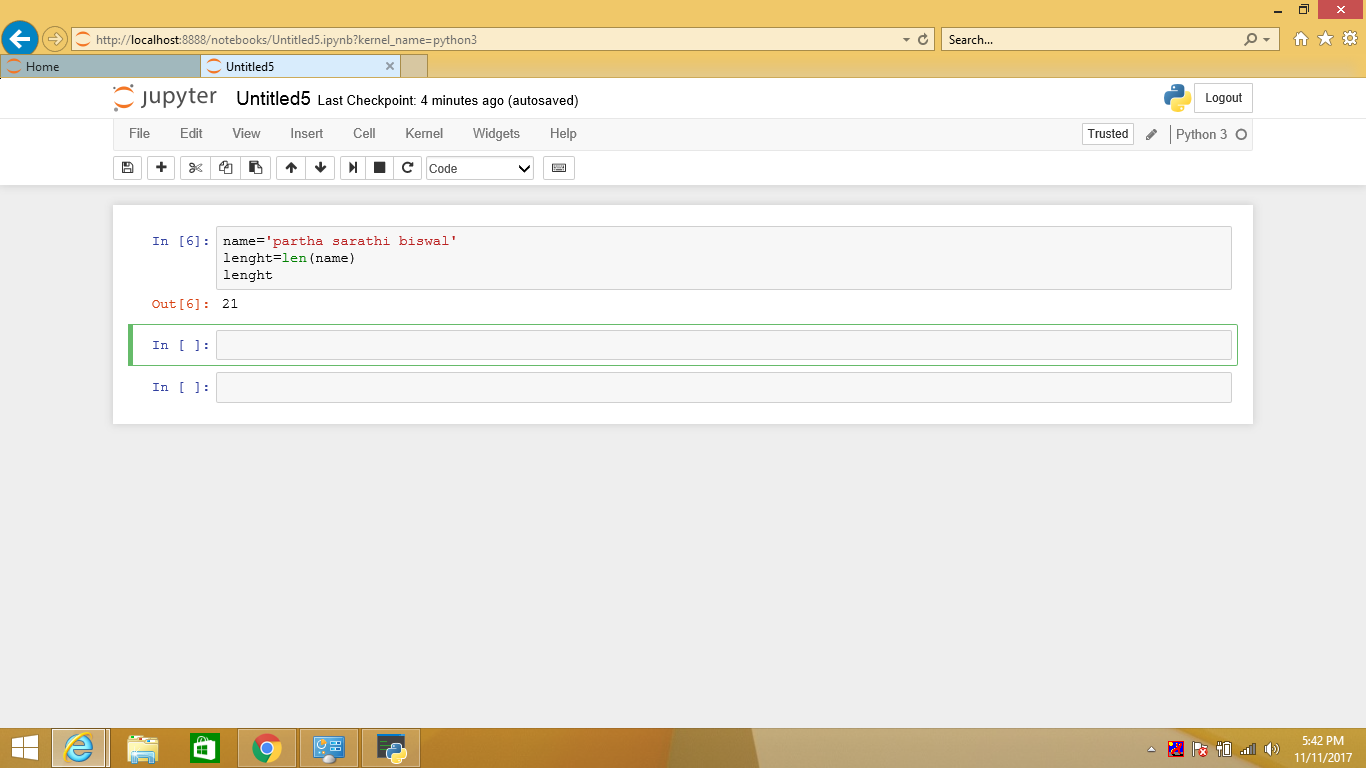 http://localhost:8888/notebooks/Untitled5.ipynb?kernel_name=python3
Search...
Home
Untitled5
jupyter Untitled5 Last Checkpoint: 4 minutes ago (autosaved)
Logout
File Edit View Insert Cell Kernel Widgets Help
Trusted
Python 3
Code
In [6]: name='partha sarathi biswal'
lenght=len(name)
lenght
Out[6]: 21
In [ ]:
In [ ]:
5:42 PM
11/11/2017